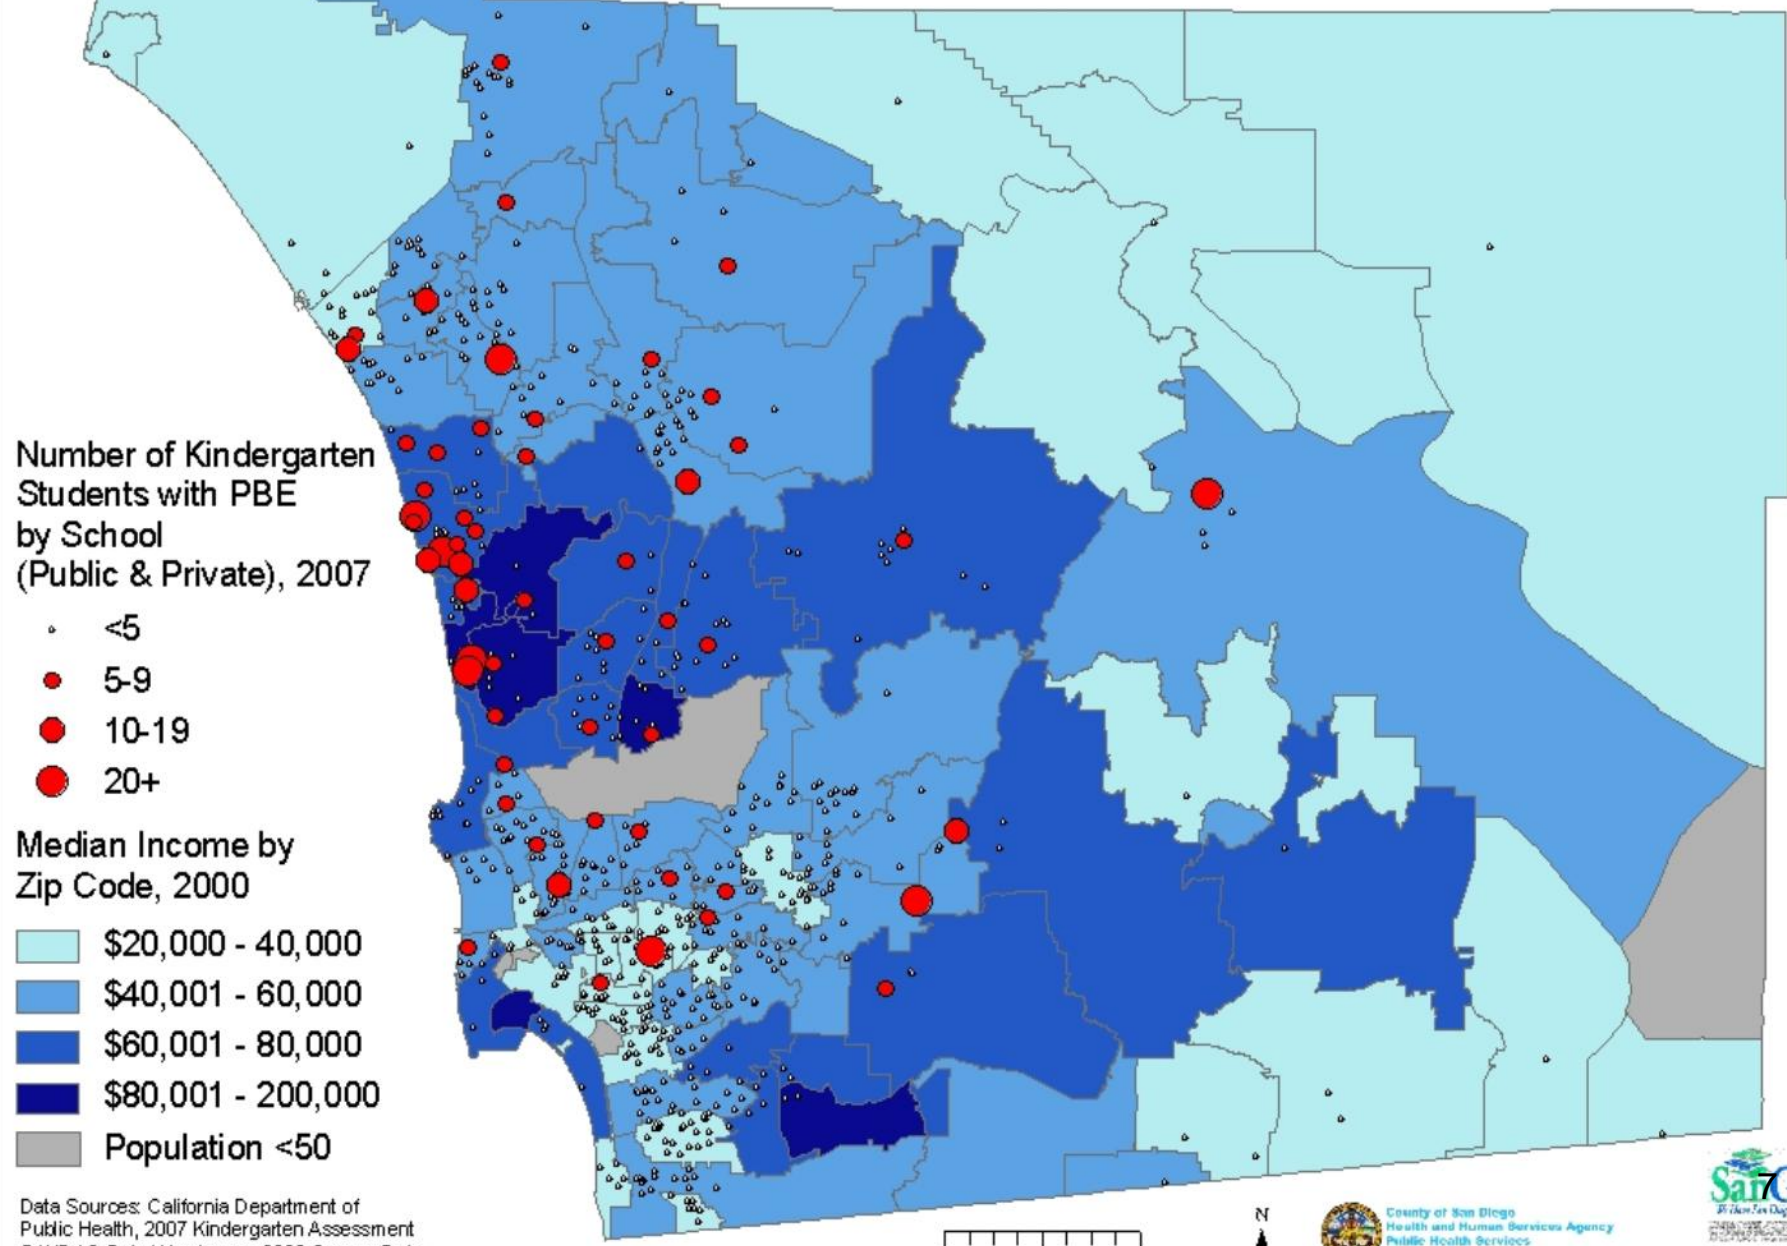 Number of Kindergarten
Students with PBE
by School
(Public & Private), 2007
<5
5-9
10-19
20+
Median Income by
Zip Code, 2000
$20,000 - 40,000
$40,001 - 60,000
$60,001 - 80,000
$80,001 - 200,000
Population <50
Data Sources: California Department of
Public Health, 2007 Kindergarten Assessment
N
County of San Diego
Health and Human Services Agency
Public Health Services
San
7